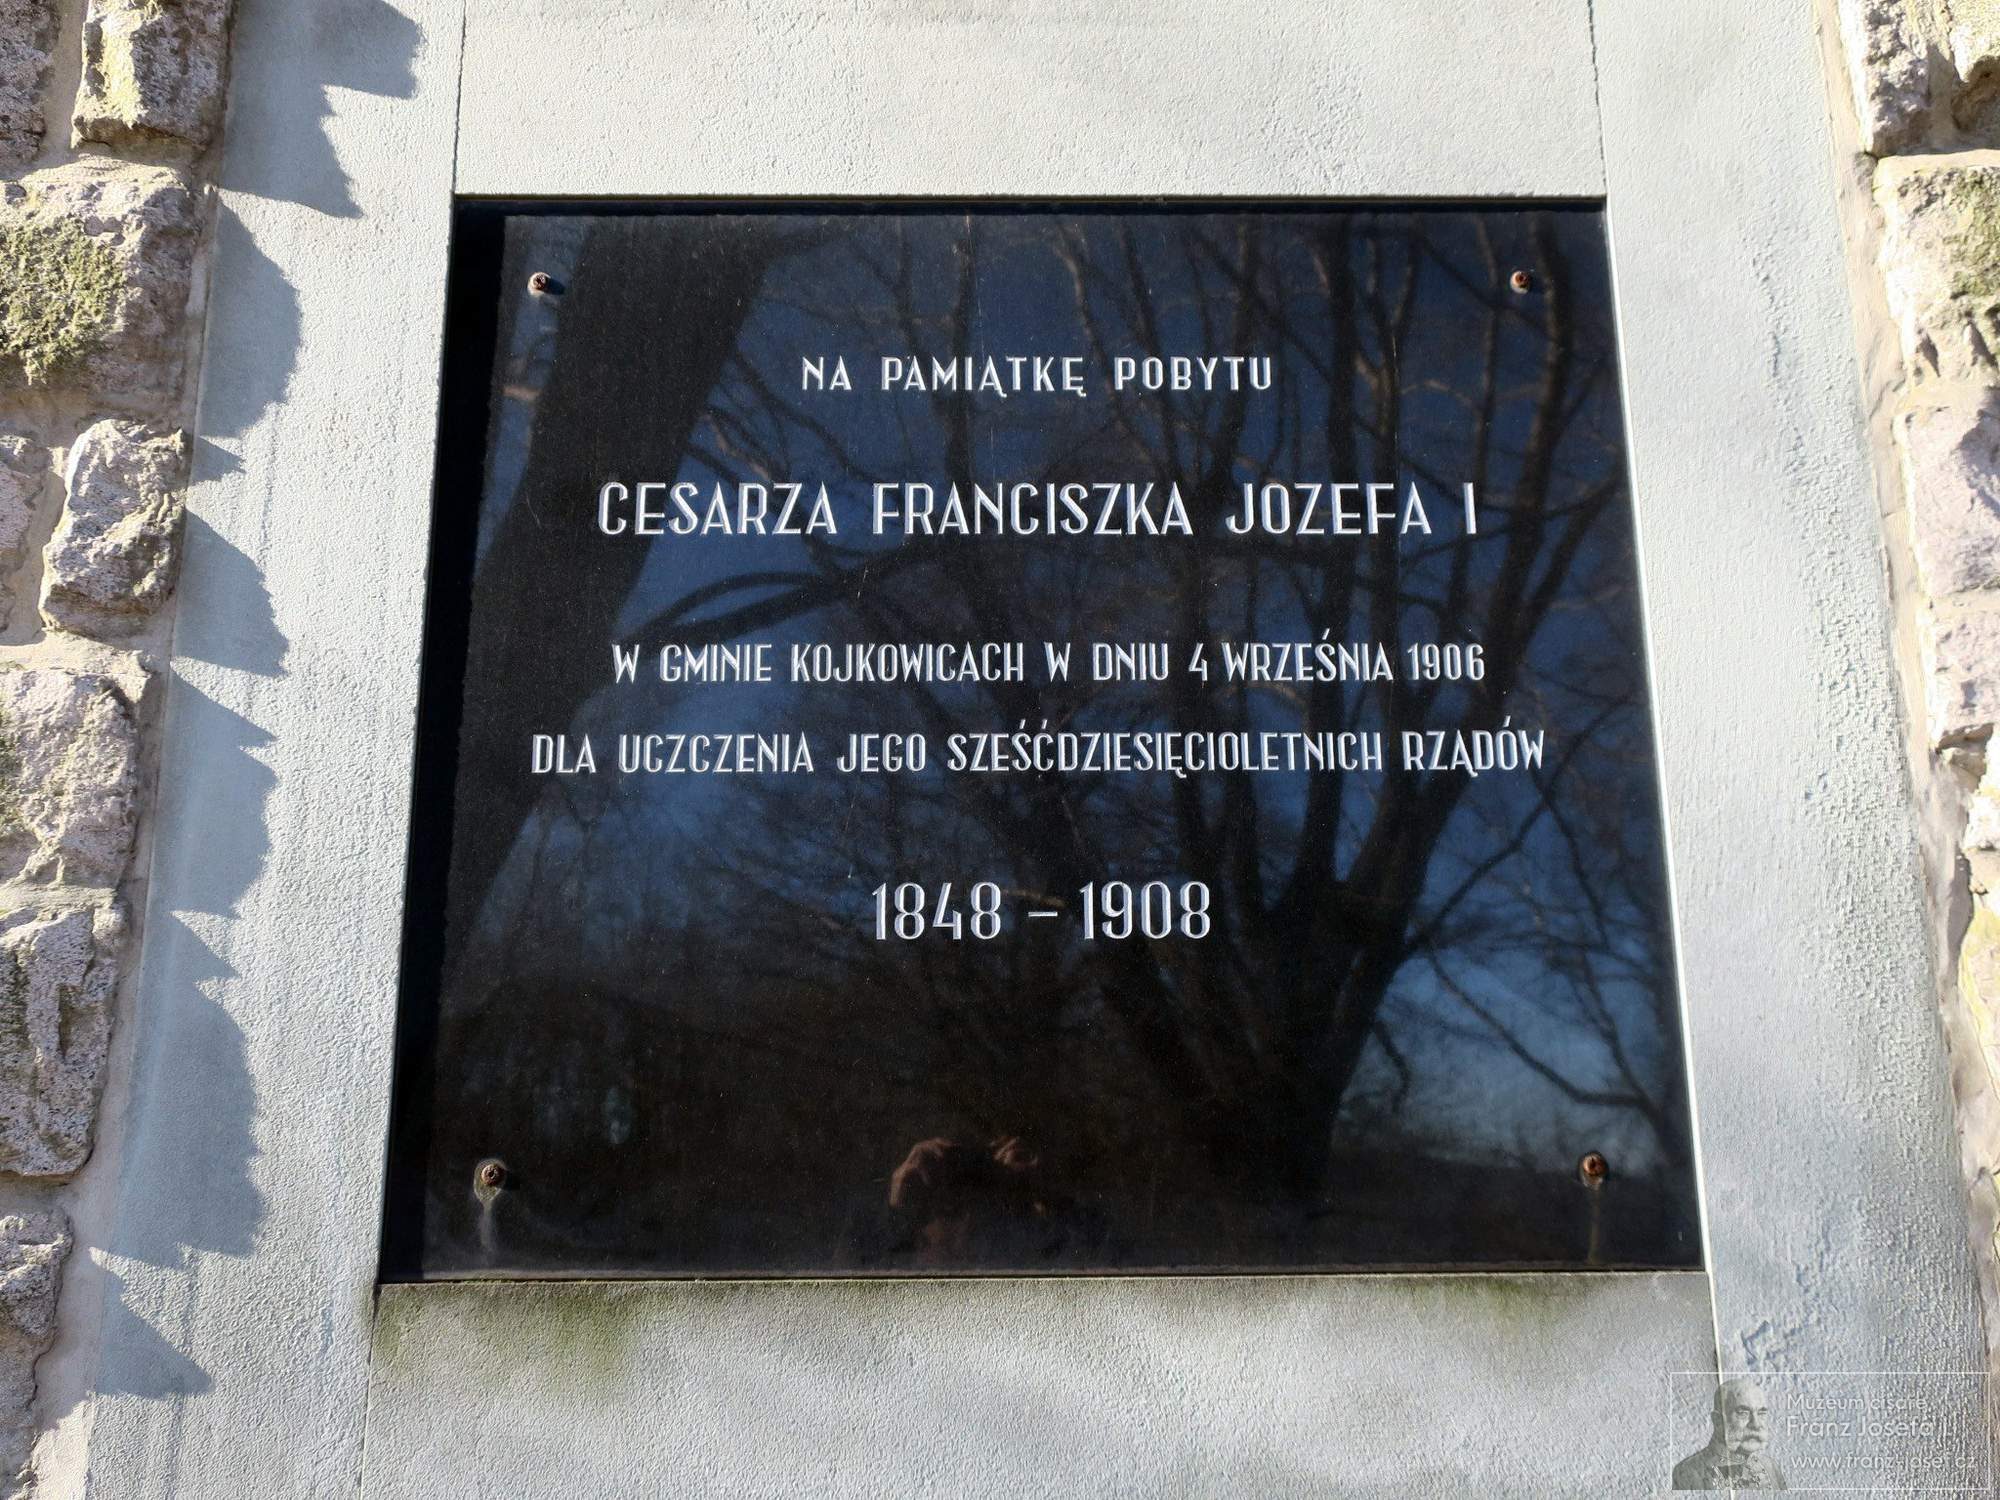 NA PAMIĄTKĘ POBYTU
CESARZA FRANCISZKA JOZEFA I
W GMINIE KOJKOWICACH W DNIU 4 WRZEŚNIA 1906
DLA UCZCZENIA JEGO SZEŚĆDZIESIĘCIOLETNICH RZĄDÓW
1848 – 1908
Muzeum císaře
Franz Josefa I.
www.franz-josef.cz